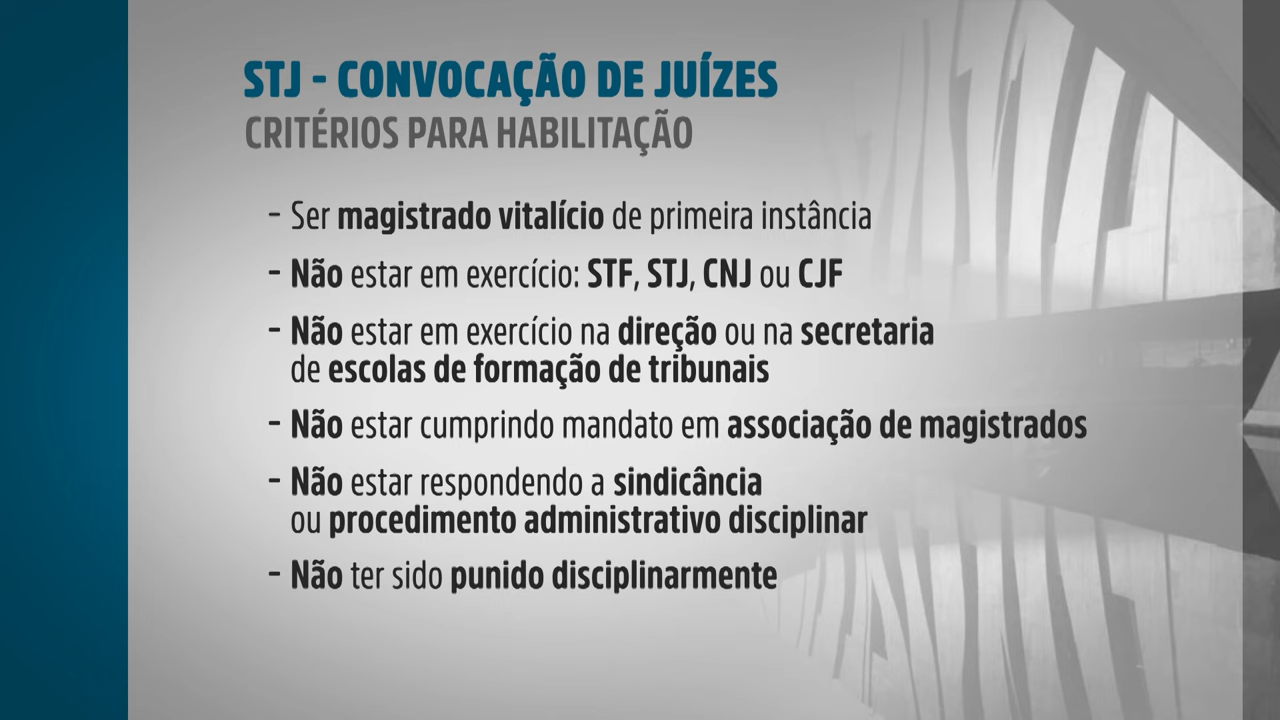 STJ - CONVOCAÇÃO DE JUÍZES
CRITÉRIOS PARA HABILITAÇÃO
- Ser magistrado vitalício de primeira instância
- Não estar em exercício: STF, STJ, CNJ ou CJF
- Não estar em exercício na direção ou na secretaria
de escolas de formação de tribunais
- Não estar cumprindo mandato em associação de magistrados
- Não estar respondendo a sindicância
ou procedimento administrativo disciplinar
- Não ter sido punido disciplinarmente